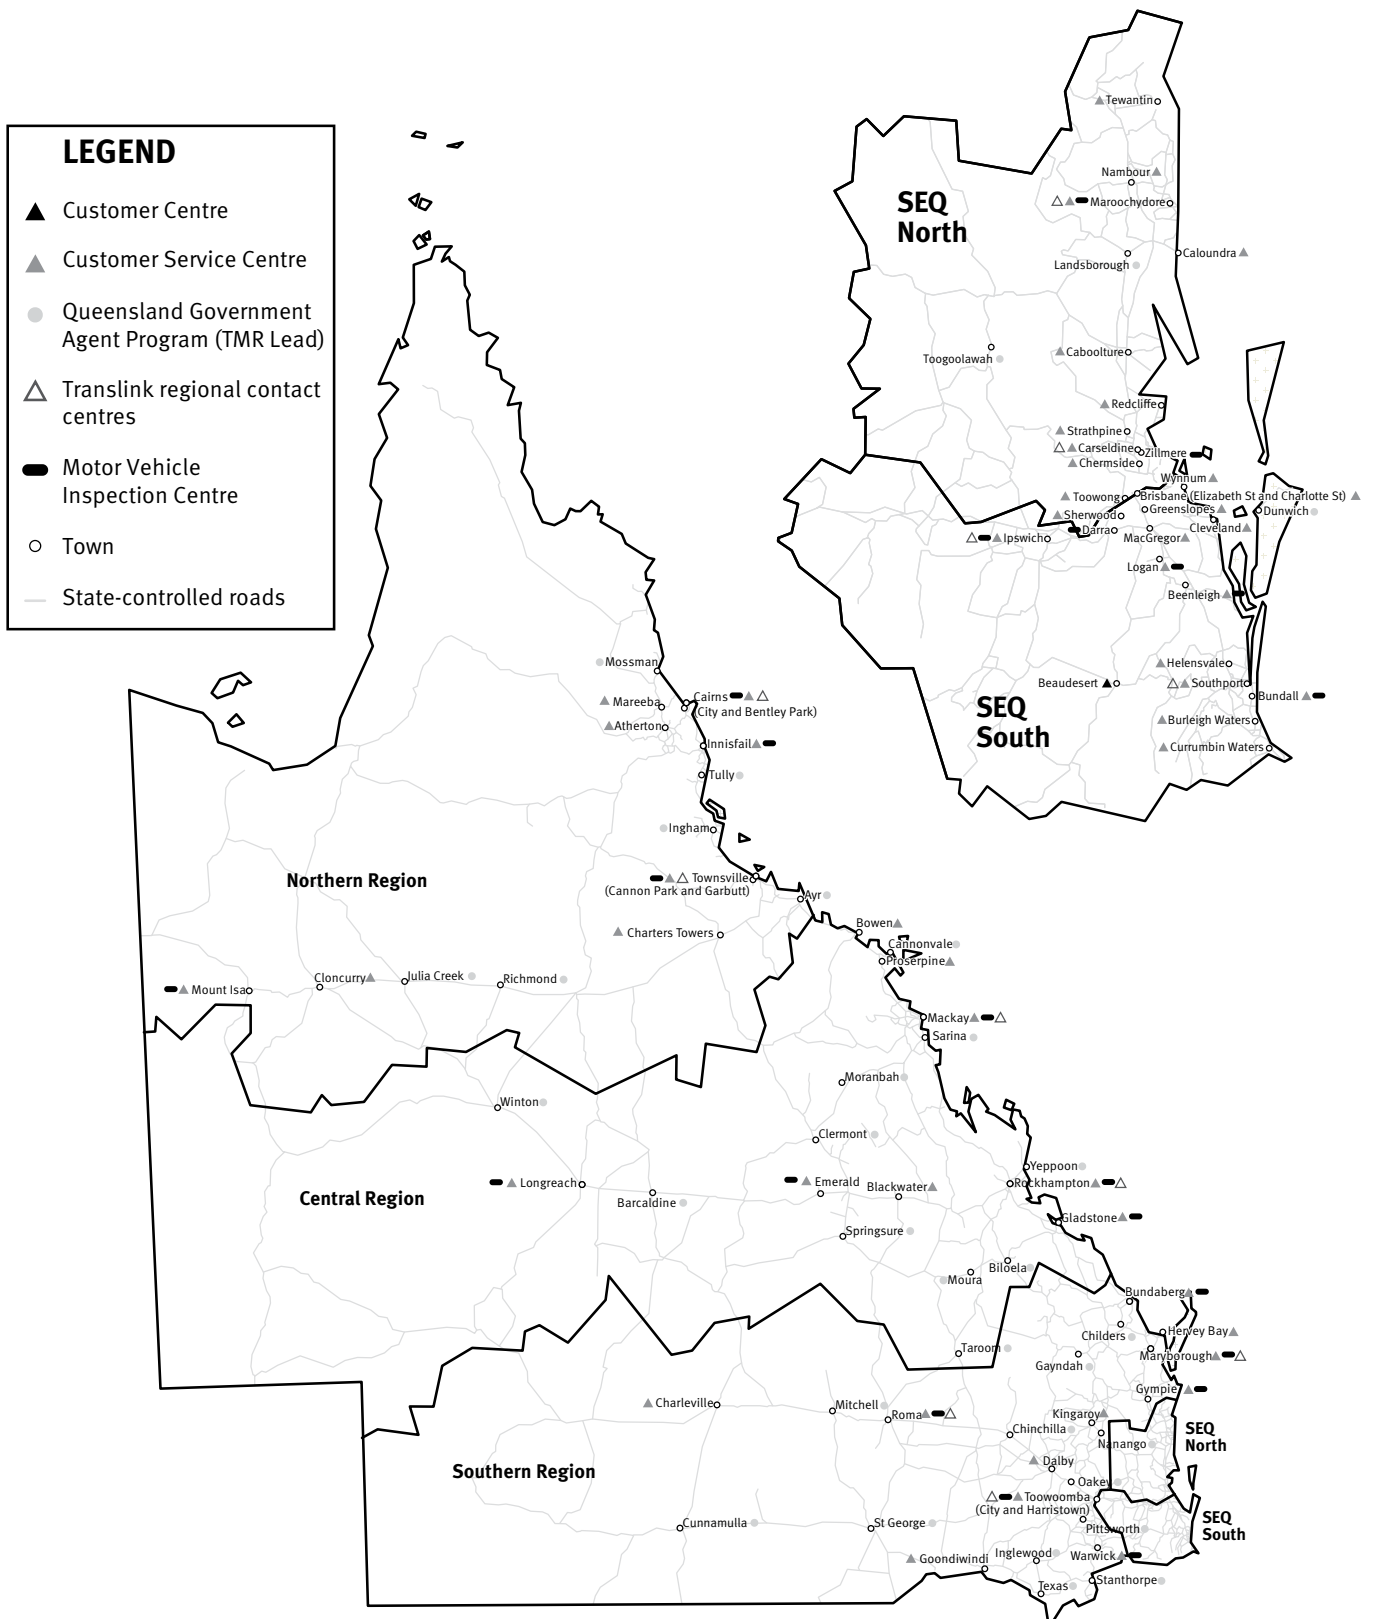 LEGEND
Customer Centre
Customer Service Centre
Queensland Government
Agent Program (TMR Lead)
Translink regional contact
centres
Motor Vehicle
Inspection Centre
Town
State-controlled roads
SEQ
North
Tewantin
Nambour
Maroochydore
Caloundra
Landsborough
Toogoolawah
Caboolture
Redcliffe
Strathpine
Carseldine
Zillmere
Chermside
Wynnum
Toowong
Brisbane (Elizabeth St and Charlotte St)
Greenslopes
Dunwich
Sherwood
Cleveland
Darra
MacGregor
Ipswich
Logan
Beenleigh
Helensvale
Beaudesert
Southport
Bundall
SEQ
South
Burleigh Waters
Currumbin Waters
Mossman
Mareeba
Cairns
(City and Bentley Park)
Atherton
Innisfail
Tully
Ingham
Northern Region
Townsville
(Cannon Park and Garbutt)
Ayr
Bowen
Charters Towers
Cannonvale
Proserpine
Cloncurry
Julia Creek
Richmond
Mount Isa
Mackay
Sarina
Moranbah
Winton
Clermont
Yeppoon
Longreach
Emerald
Blackwater
Rockhampton
Central Region
Barcaldine
Gladstone
Springsure
Biloela
Moura
Bundaberg
Childers
Hervey Bay
Taroom
Gayndah
Maryborough
Gympie
Charleville
Mitchell
Roma
Kingaroy
Chinchilla
Nanango
SEQ
North
Southern Region
Dalby
Oakey
Toowoomba
(City and Harristown)
SEQ
South
Cunnamulla
St George
Pittsworth
Goondiwindi
Inglewood
Warwick
Texas
Stanthorpe